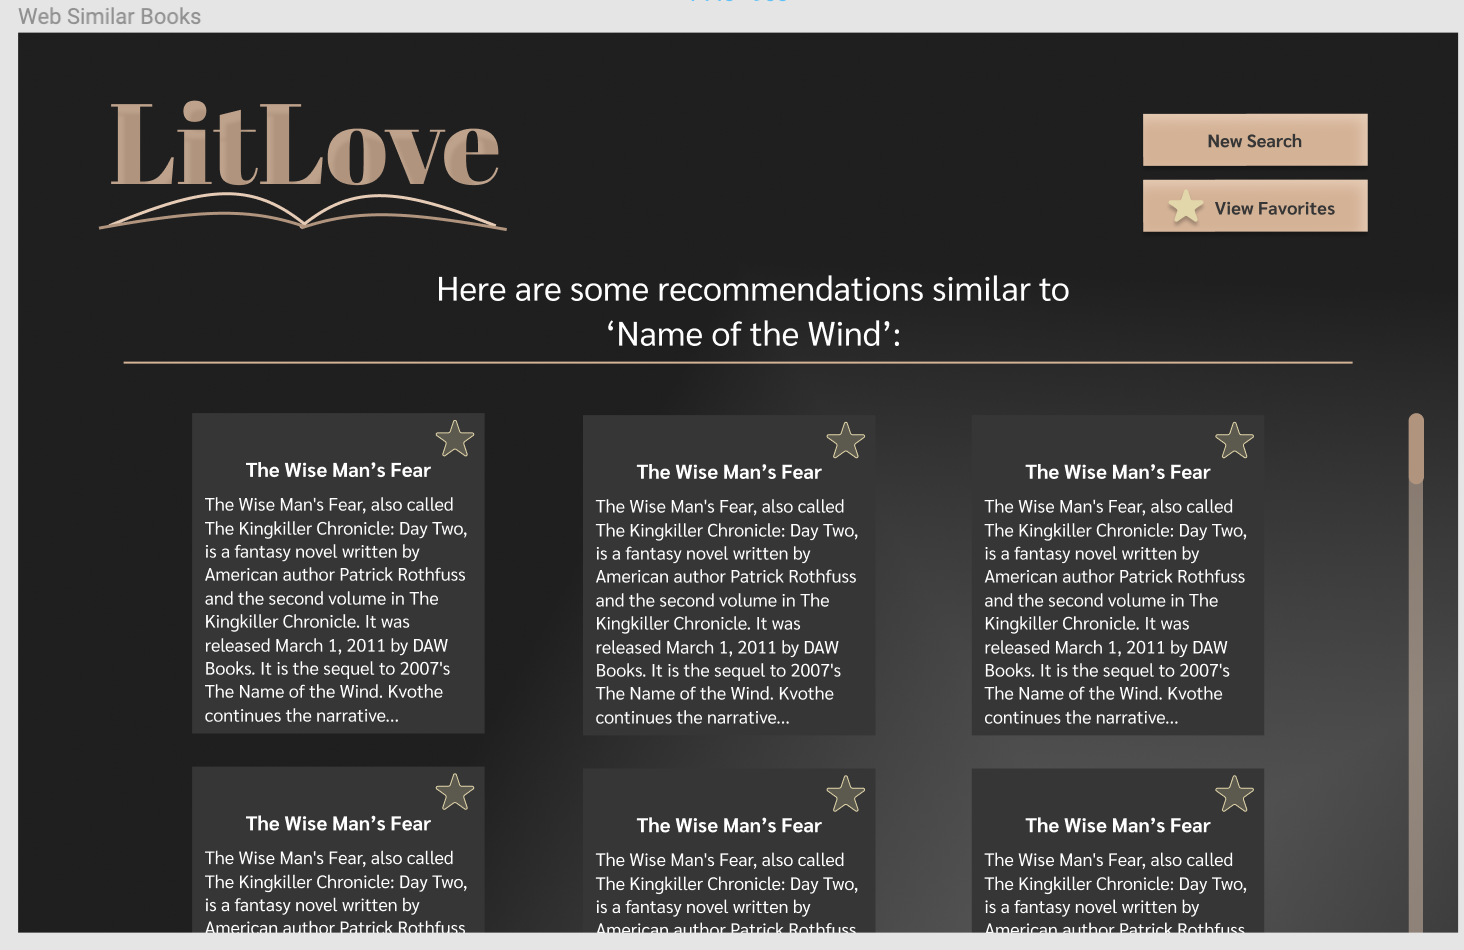 Web Similar Books
LitLove
New Search
View Favorites
Here are some recommendations similar to
‘Name of the Wind’:
The Wise Man’s Fear
The Wise Man's Fear, also called
The Kingkiller Chronicle: Day Two,
is a fantasy novel written by
American author Patrick Rothfuss
and the second volume in The
Kingkiller Chronicle. It was
released March 1, 2011 by DAW
Books. It is the sequel to 2007's
The Name of the Wind. Kvothe
continues the narrative...
The Wise Man’s Fear
The Wise Man's Fear, also called
The Kingkiller Chronicle: Day Two,
is a fantasy novel written by
American author Patrick Rothfuss
and the second volume in The
Kingkiller Chronicle. It was
released March 1, 2011 by DAW
Books. It is the sequel to 2007's
The Name of the Wind. Kvothe
continues the narrative...
The Wise Man’s Fear
The Wise Man's Fear, also called
The Kingkiller Chronicle: Day Two,
is a fantasy novel written by
American author Patrick Rothfuss
and the second volume in The
Kingkiller Chronicle. It was
released March 1, 2011 by DAW
Books. It is the sequel to 2007's
The Name of the Wind. Kvothe
continues the narrative...
The Wise Man’s Fear
The Wise Man's Fear, also called
The Kingkiller Chronicle: Day Two,
is a fantasy novel written by
American author Patrick Rothfuss
The Wise Man’s Fear
The Wise Man's Fear, also called
The Kingkiller Chronicle: Day Two,
is a fantasy novel written by
American author Patrick Rothfuss
The Wise Man’s Fear
The Wise Man's Fear, also called
The Kingkiller Chronicle: Day Two,
is a fantasy novel written by
American author Patrick Rothfuss